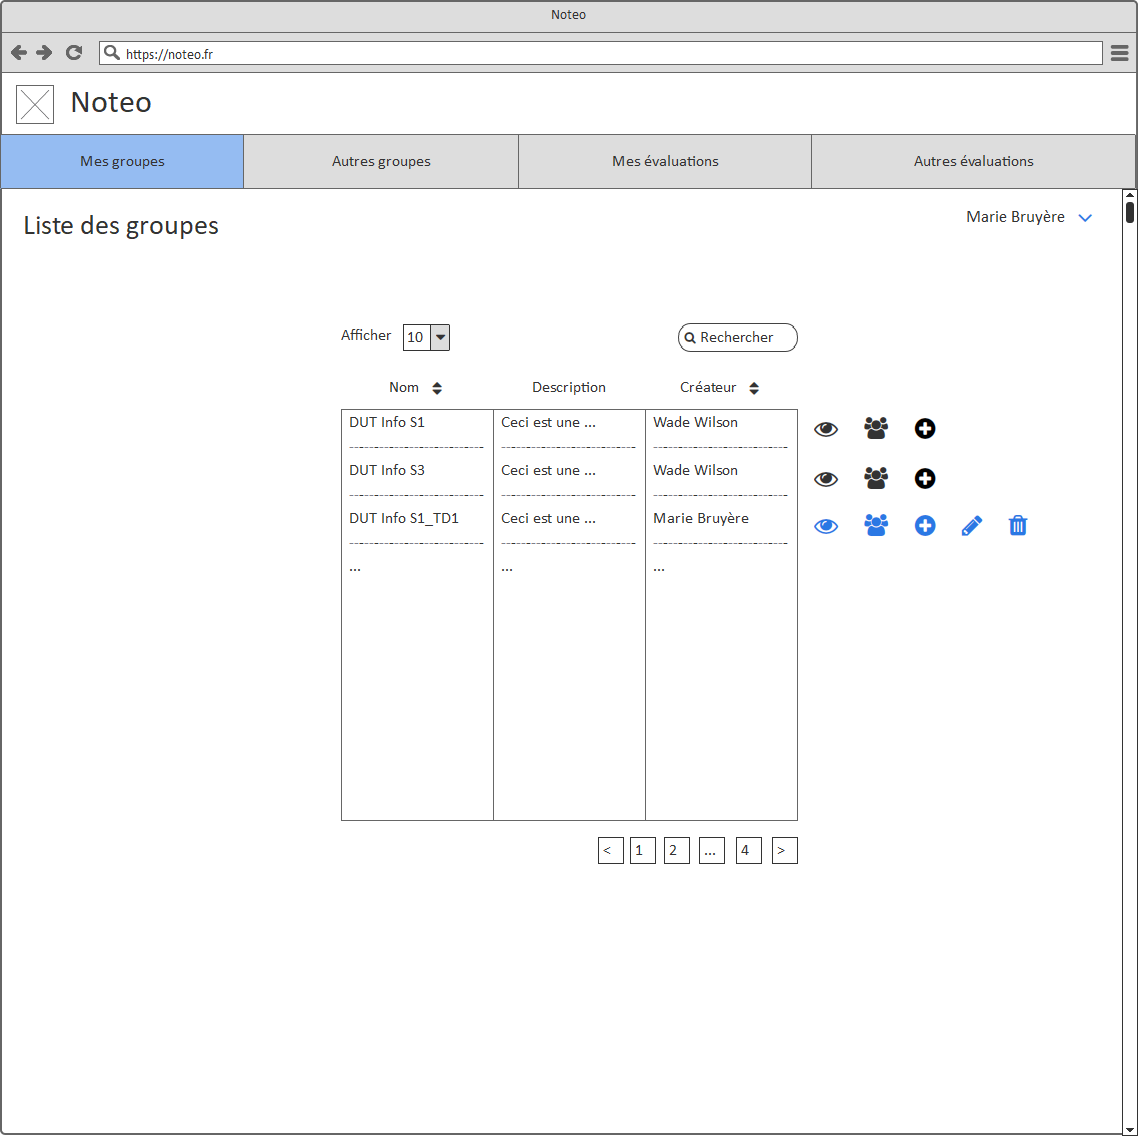 Noteo
https://noteo.fr
Noteo
Mes groupes Autres groupes Mes évaluations Autres évaluations
Liste des groupes
Marie Bruyère
Afficher 10 Rechercher
Nom Description Créateur
DUT Info S1 Ceci est une ... Wade Wilson
DUT Info S3 Ceci est une ... Wade Wilson
DUT Info S1_TD1 Ceci est une ... Marie Bruyère
... ... ...
< 1 2 ... 4 >